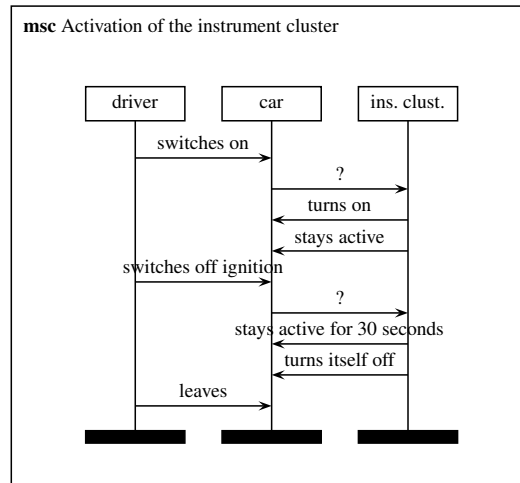 msc Activation of the instrument cluster
driver
car
ins. clust.
switches on
?
turns on
stays active
switches off ignition
?
stays active for 30 seconds
turns itself off
leaves